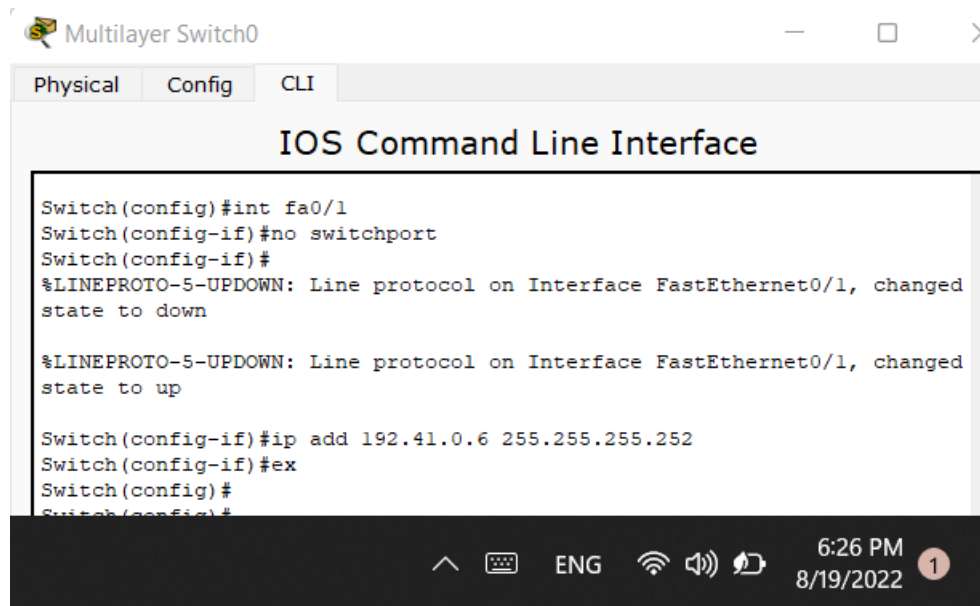 Multilayer Switch0
Physical Config CLI
IOS Command Line Interface
Switch(config)#int fa0/1
Switch(config-if)#no switchport
Switch(config-if)#
%LINEPROTO-5-UPDOWN: Line protocol on Interface FastEthernet0/1, changed
state to down
%LINEPROTO-5-UPDOWN: Line protocol on Interface FastEthernet0/1, changed
state to up
Switch(config-if)#ip add 192.41.0.6 255.255.255.252
Switch(config-if)#ex
Switch(config)#
Switch(config)#
ENG
6:26 PM
8/19/2022
1